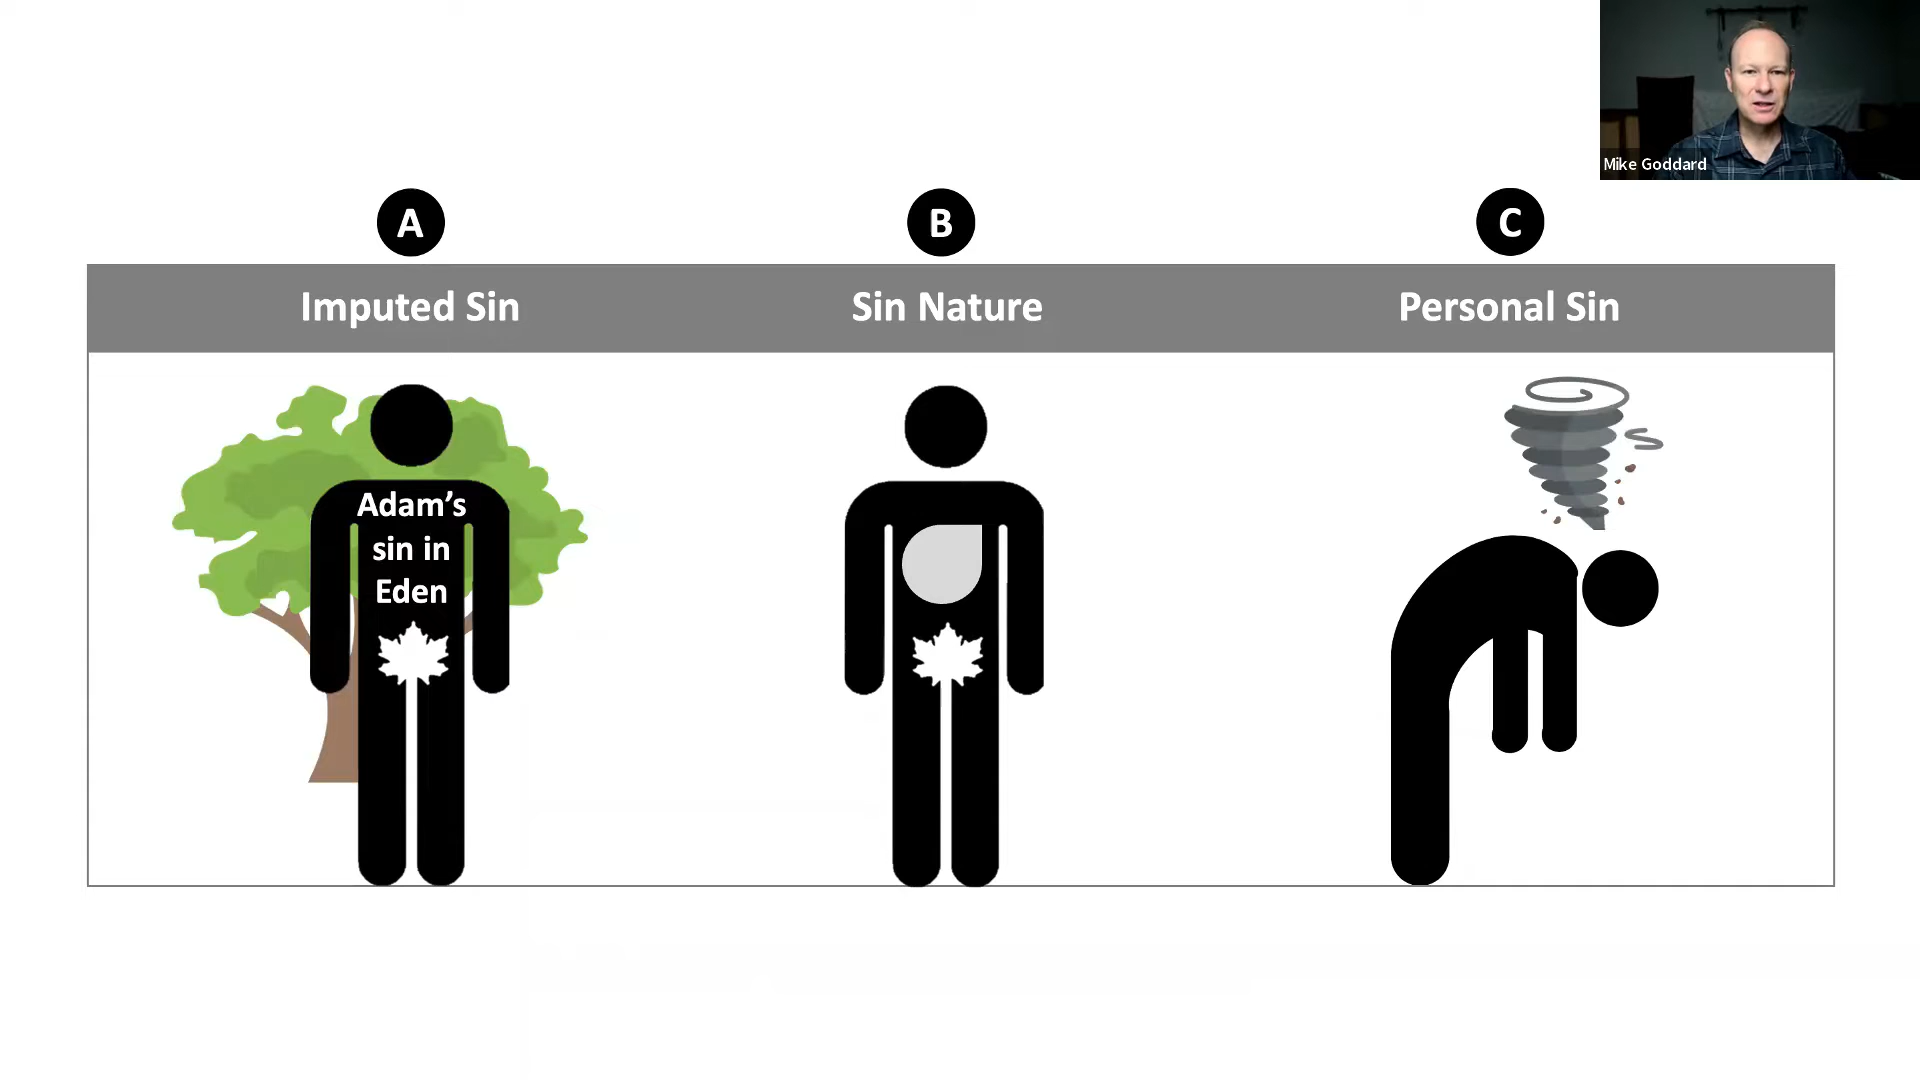 Mike Goddard
A
B
C
Imputed Sin
Sin Nature
Personal Sin
Adam’s
sin in
Eden